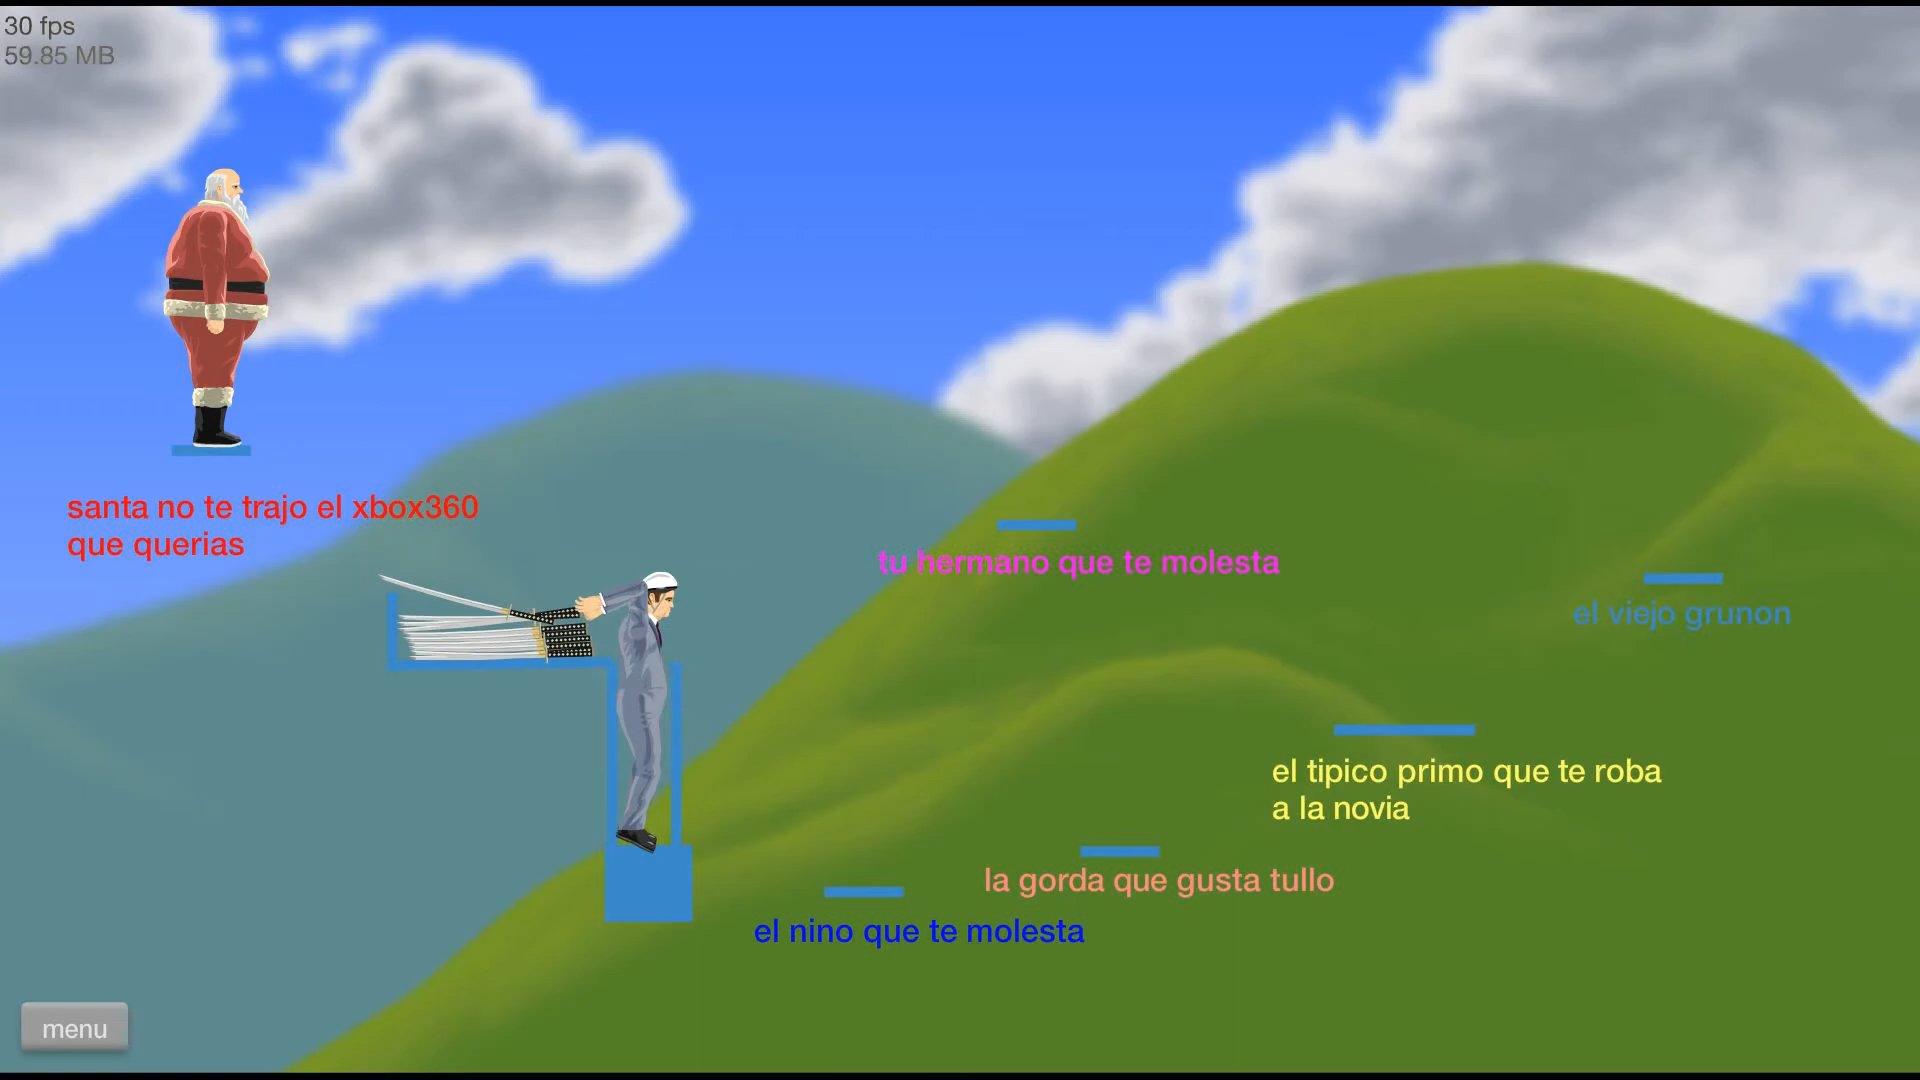 30 fps
59.85 MB
santa no te trajo el xbox360
que querias
tu hermano que te molesta
el viejo grunon
el tipico primo que te roba
a la novia
la gorda que gusta tullo
el nino que te molesta
menu